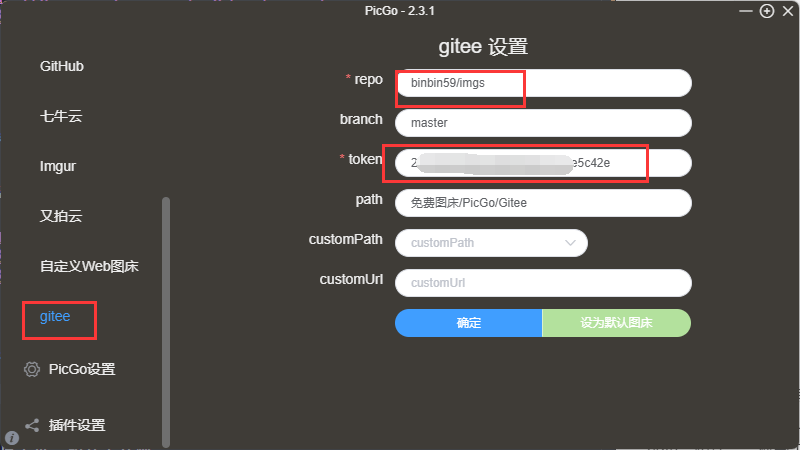 PicGo - 2.3.1
GitHub
七牛云
Imgur
又拍云
自定义Web图床
gitee
PicGo设置
插件设置
gitee 设置
* repo
binbin59/imgs
branch
master
* token
2
e5c42e
path
免费图床/PicGo/Gitee
customPath
customPath
customUrl
customUrl
确定
设为默认图床